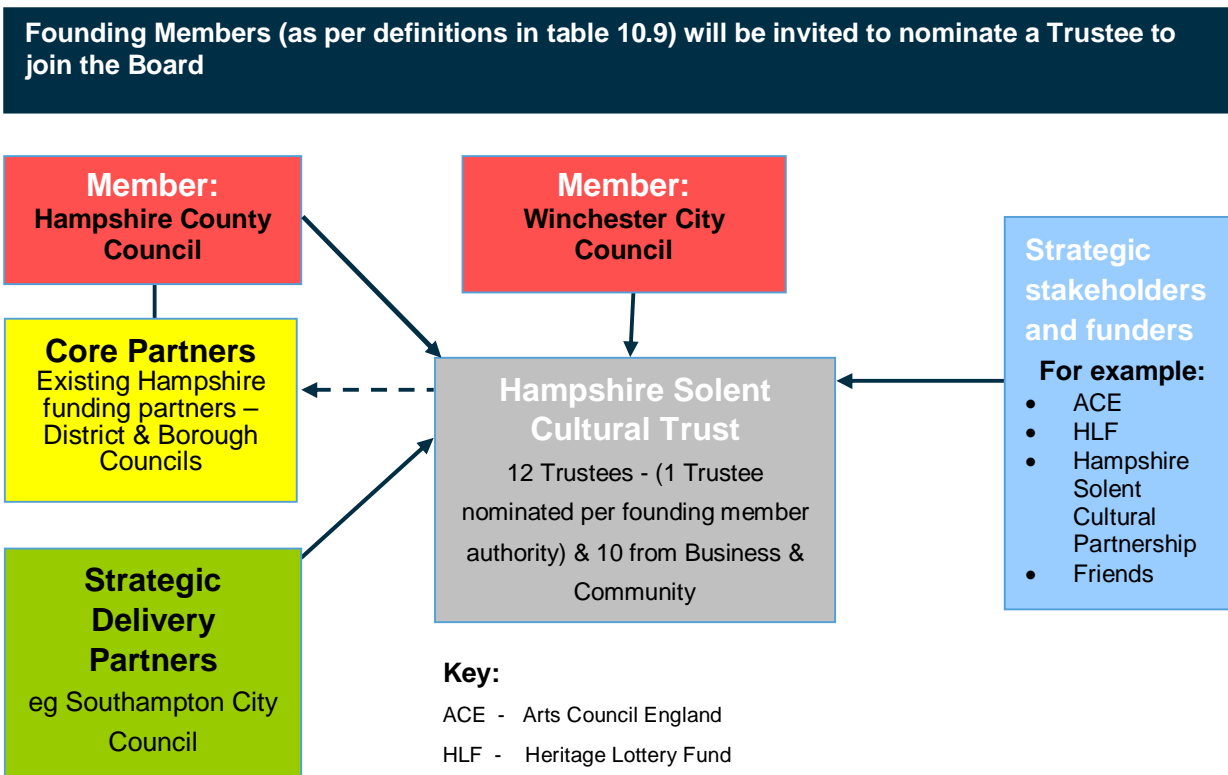 Founding Members (as per definitions in table 10.9) will be invited to nominate a Trustee to
join the Board
Member:
Hampshire County
Council
Member:
Winchester City
Council
Core Partners
Existing Hampshire
funding partners –
District & Borough
Councils
Hampshire Solent
Cultural Trust
12 Trustees - (1 Trustee
nominated per founding member
authority) & 10 from Business &
Community
Strategic
stakeholders
and funders
For example:
• ACE
• HLF
• Hampshire
Solent
Cultural
Partnership
• Friends
Strategic
Delivery
Partners
eg Southampton City
Council
Key:
ACE - Arts Council England
HLF - Heritage Lottery Fund